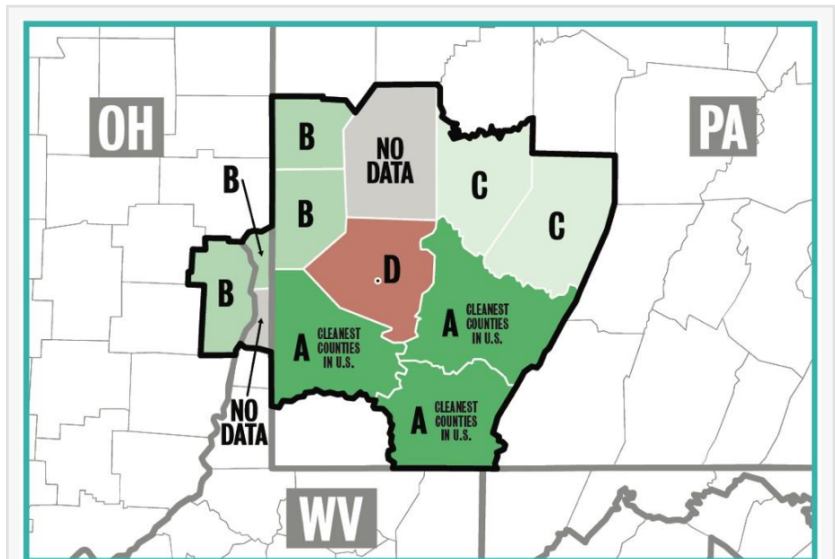 OH
PA
B
NO
DATA
B
C
B
C
B
D
A
CLEANEST
COUNTIES
IN U.S.
A
CLEANEST
COUNTIES
IN U.S.
NO
DATA
A
CLEANEST
COUNTIES
IN U.S.
WV